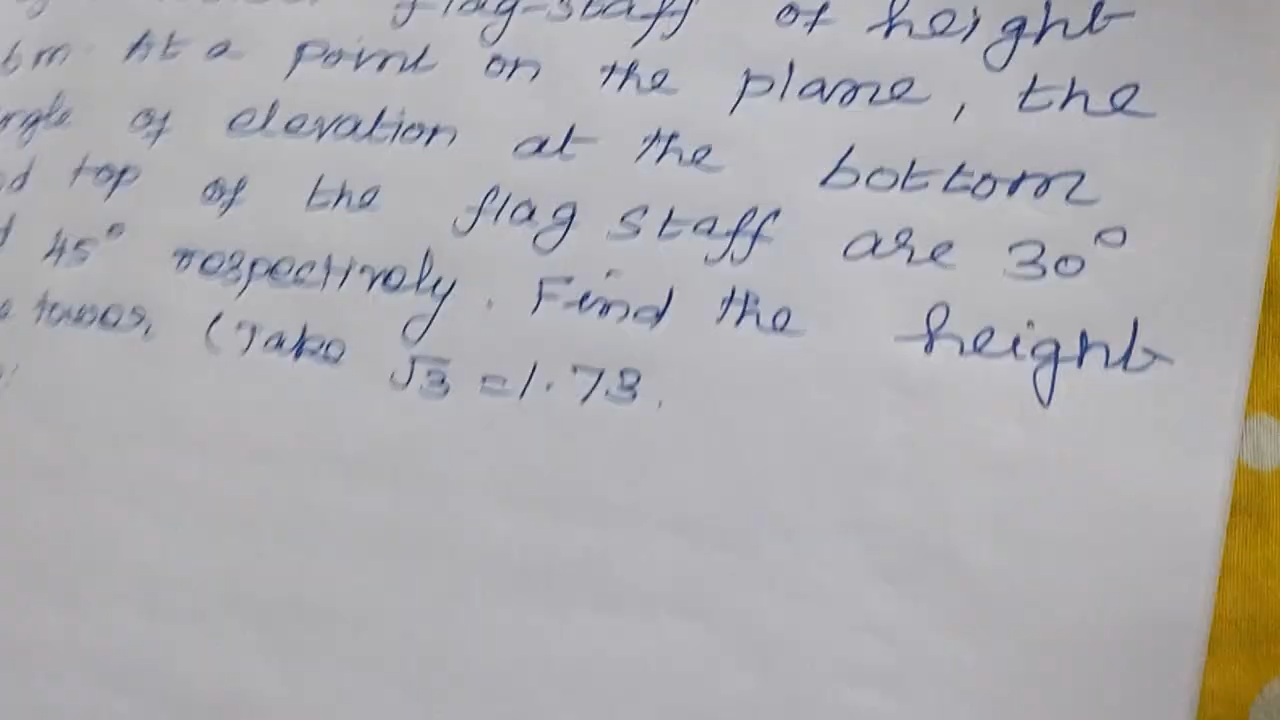 flag-staff of height
6m At a point on the plane, the
angle of elevation at the bottom
top of the flag staff are 30°
45° respectively. Find the height
(Take √3 =1.73.